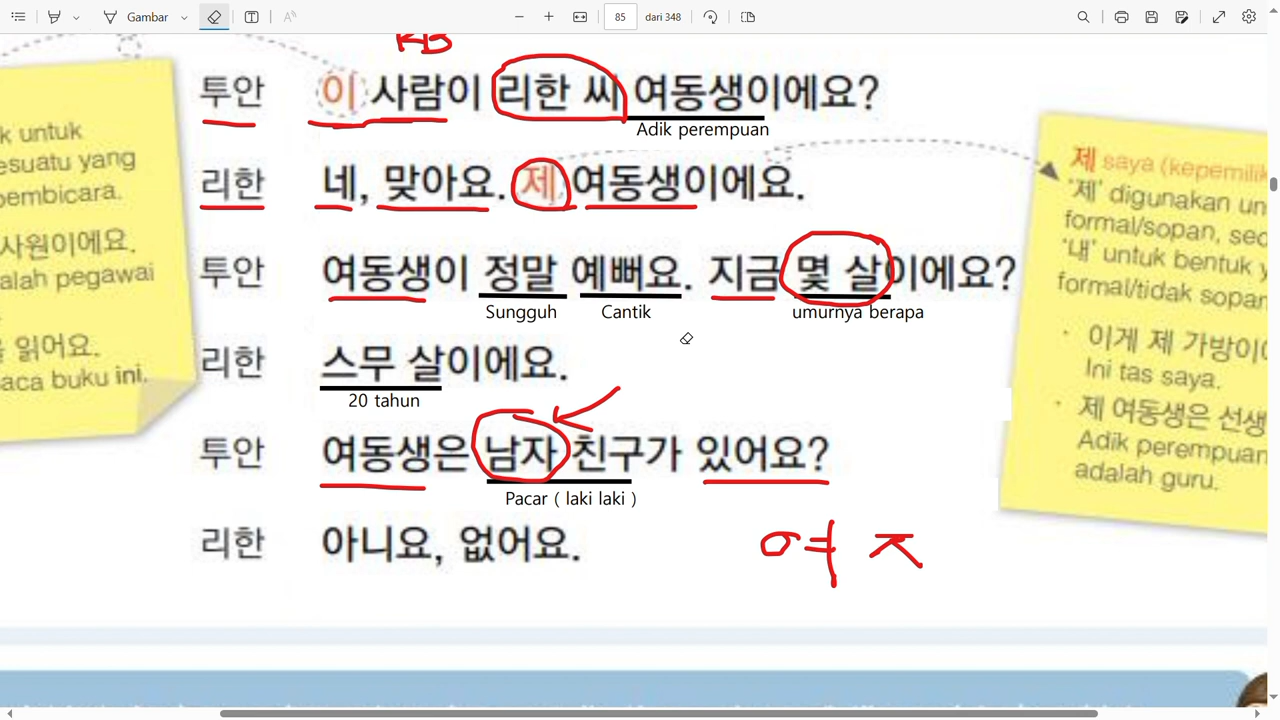 Gambar
85
dari 348
투안 이 사람이 리한 씨 여동생이에요?
Adik perempuan
리한 네, 맞아요. 제 여동생이에요.
투안 여동생이 정말 예뻐요. 지금 몇 살이에요?
Sungguh Cantik umurnya berapa
리한 스무 살이에요.
20 tahun
투안 여동생은 남자 친구가 있어요?
Pacar ( laki laki )
리한 아니요, 없어요.
여 ㅈ
k untuk
esuatu yang
pembicara.
사원이에요.
alah pegawai
읽어요.
baca buku ini.
제 saya (kepemilik
'제' digunakan un
formal/sopan, sed
'내' untuk bentuk y
formal/tidak sopan
· 이게 제 가방이에
Ini tas saya.
· 제 여동생은 선생
Adik perempuan
adalah guru.